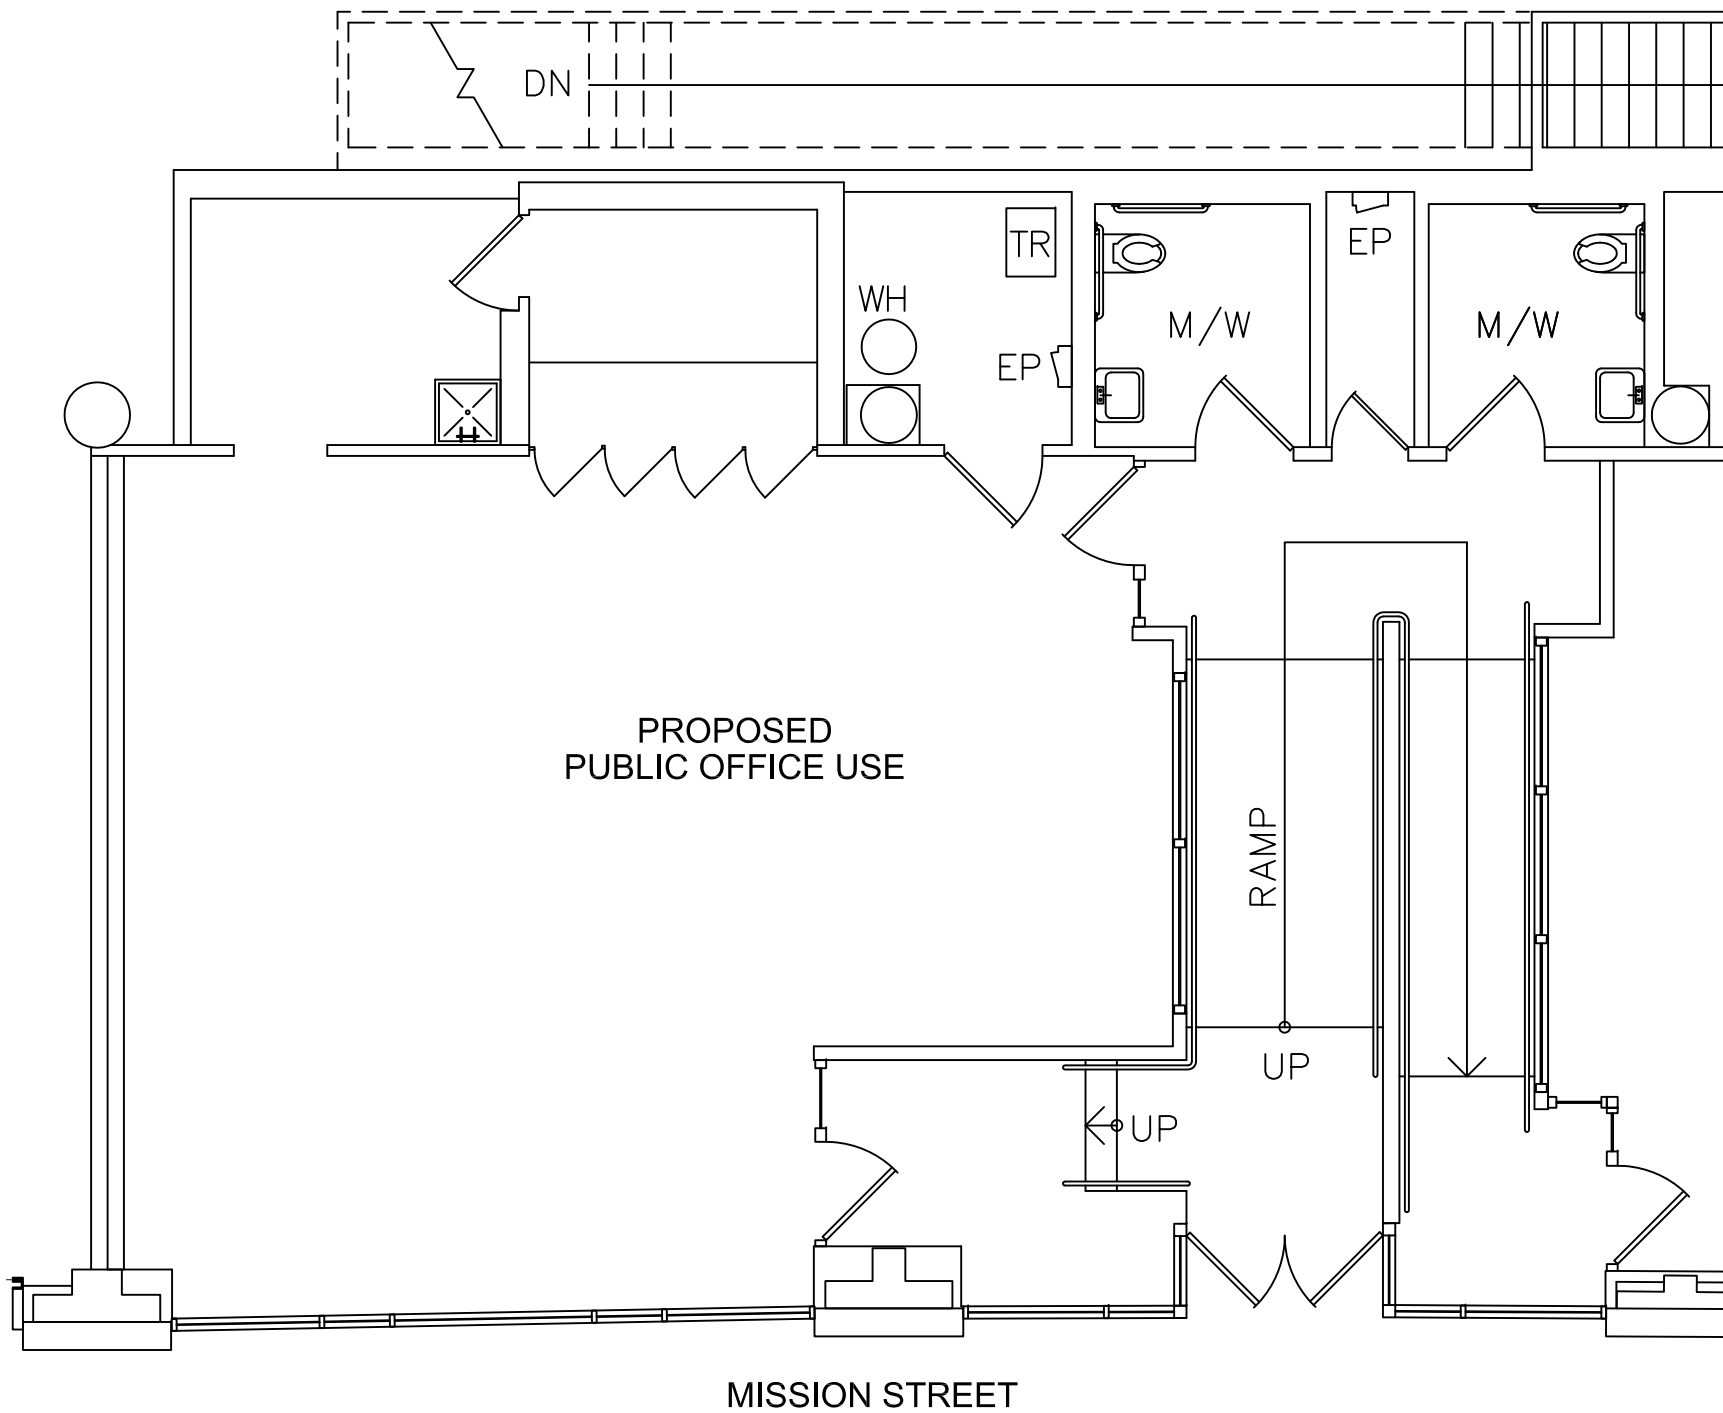 DN
TR
EP
WH
M/W
M/W
EP
PROPOSED
PUBLIC OFFICE USE
RAMP
UP
UP
MISSION STREET